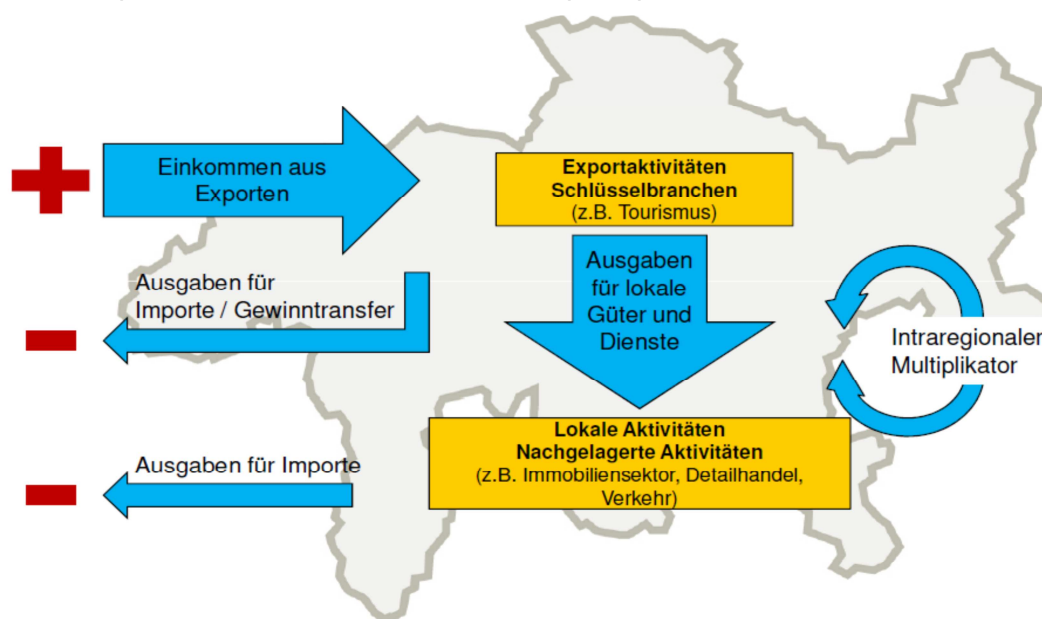 Einkommen aus
Exporten
Exportaktivitäten
Schlüsselbranchen
(z.B. Tourismus)
Ausgaben für
Importe / Gewinntransfer
Ausgaben
für lokale
Güter und
Dienste
Intraregionaler
Multiplikator
Lokale Aktivitäten
Nachgelagerte Aktivitäten
(z.B. Immobiliensektor, Detailhandel,
Verkehr)
Ausgaben für Importe